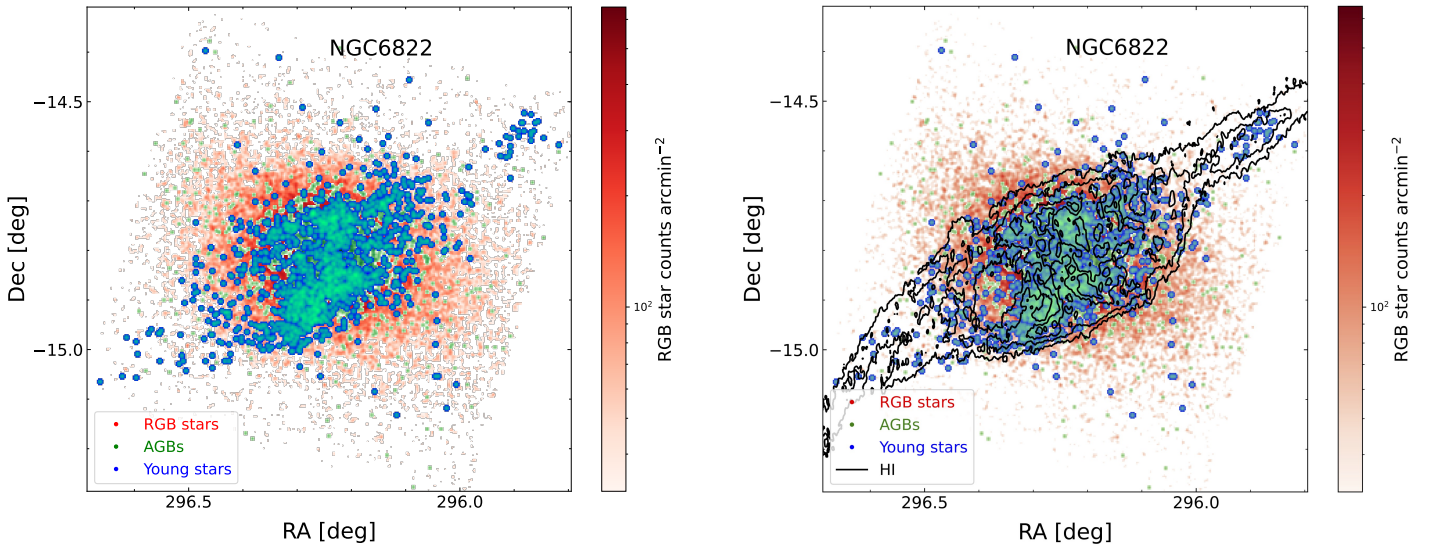 NGC6822
−14.5
−15.0
Dec [deg]
296.5
296.0
RA [deg]
RGB stars
AGBs
Young stars
10²
RGB star counts arcmin⁻²
NGC6822
−14.5
−15.0
Dec [deg]
296.5
296.0
RA [deg]
RGB stars
AGBs
Young stars
HI
10²
RGB star counts arcmin⁻²